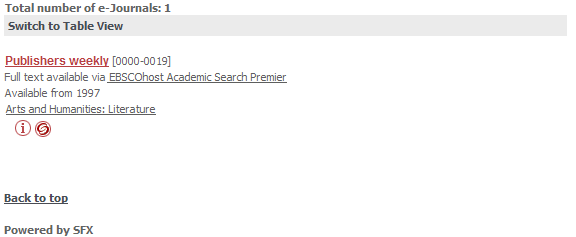 Total number of e-Journals: 1
Switch to Table View
Publishers weekly [0000-0019]
Full text available via EBSCOhost Academic Search Premier
Available from 1997
Arts and Humanities: Literature
i S
Back to top
Powered by SFX